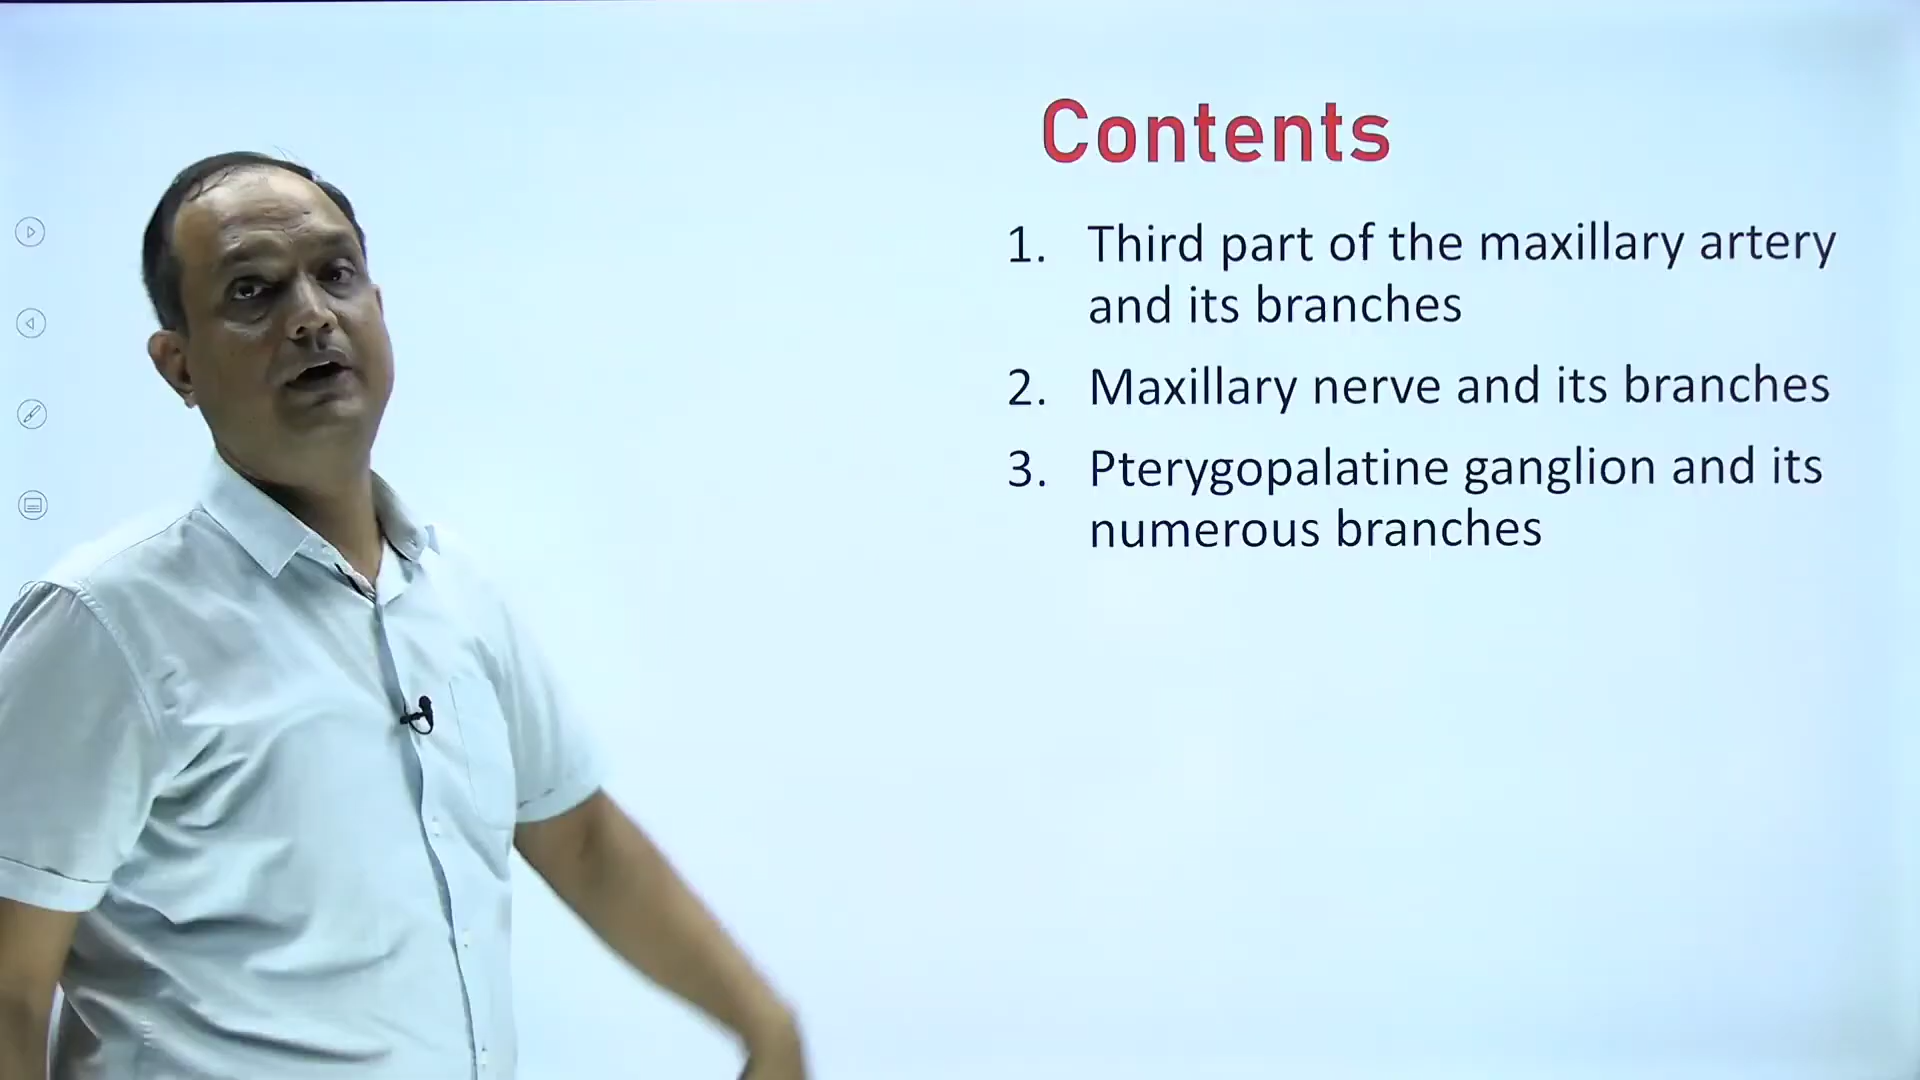 Contents
1. Third part of the maxillary artery
and its branches
2. Maxillary nerve and its branches
3. Pterygopalatine ganglion and its
numerous branches